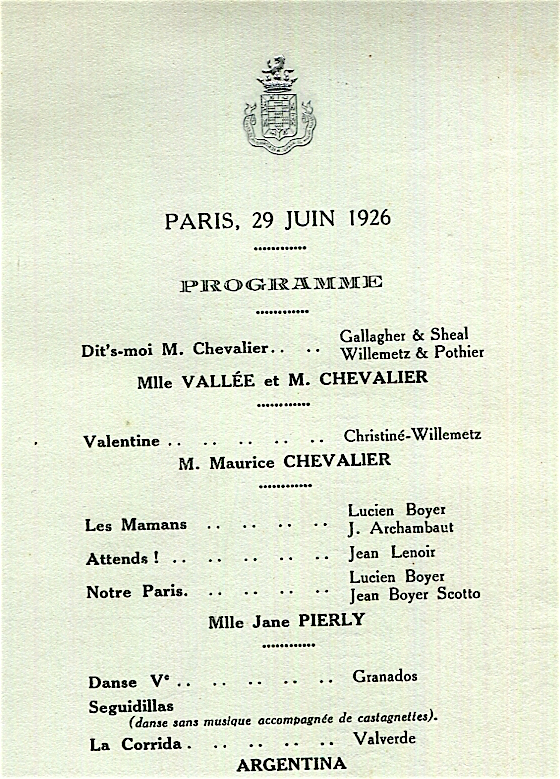 PARIS, 29 JUIN 1926
PROGRAMME
Dit's-moi M. Chevalier.. .. Gallagher & Sheal
Willemetz & Pothier
Mlle VALLÉE et M. CHEVALIER
Valentine .. .. .. .. .. Christiné-Willemetz
M. Maurice CHEVALIER
Les Mamans .. .. .. .. Lucien Boyer
J. Archambaut
Attends ! .. .. .. .. .. Jean Lenoir
Notre Paris. .. .. .. .. Lucien Boyer
Jean Boyer Scotto
Mlle Jane PIERLY
Danse Vᵉ .. .. .. .. .. Granados
Seguidillas
(danse sans musique accompagnée de castagnettes).
La Corrida . .. .. .. .. Valverde
ARGENTINA